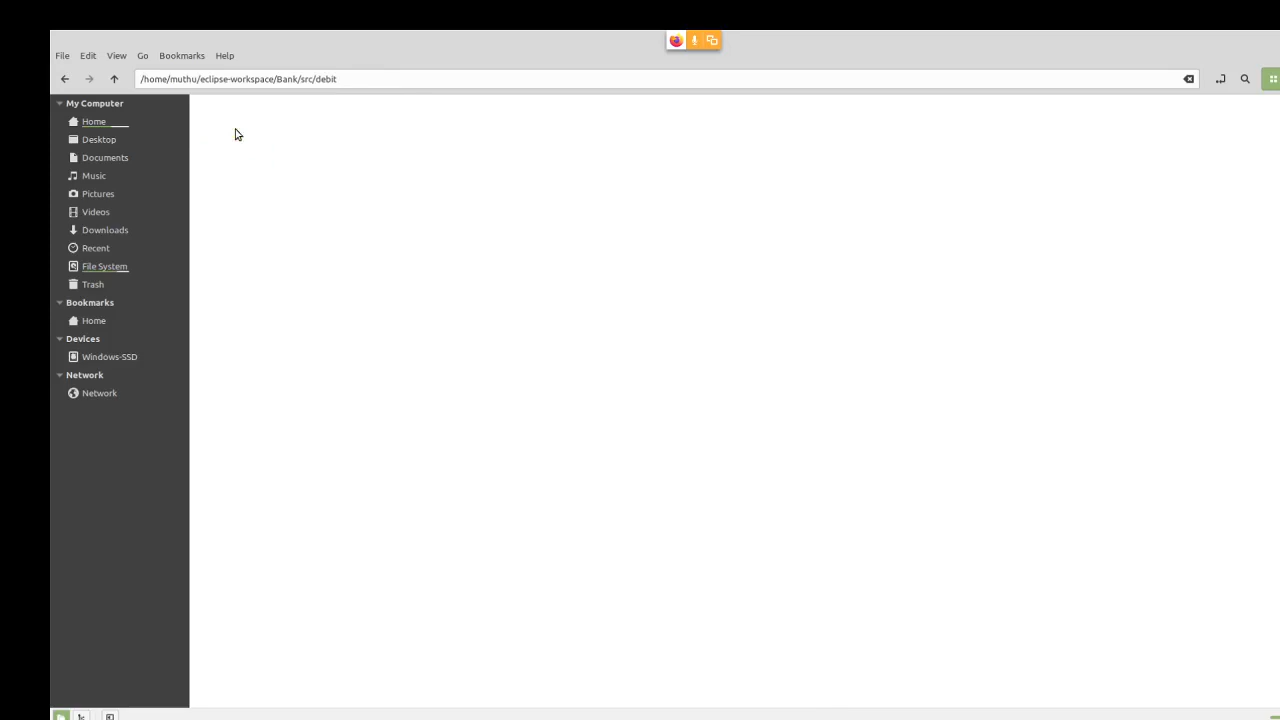 File Edit View Go Bookmarks Help
/home/muthu/eclipse-workspace/Bank/src/debit
My Computer
Home
Desktop
Documents
Music
Pictures
Videos
Downloads
Recent
File System
Trash
Bookmarks
Home
Devices
Windows-SSD
Network
Network